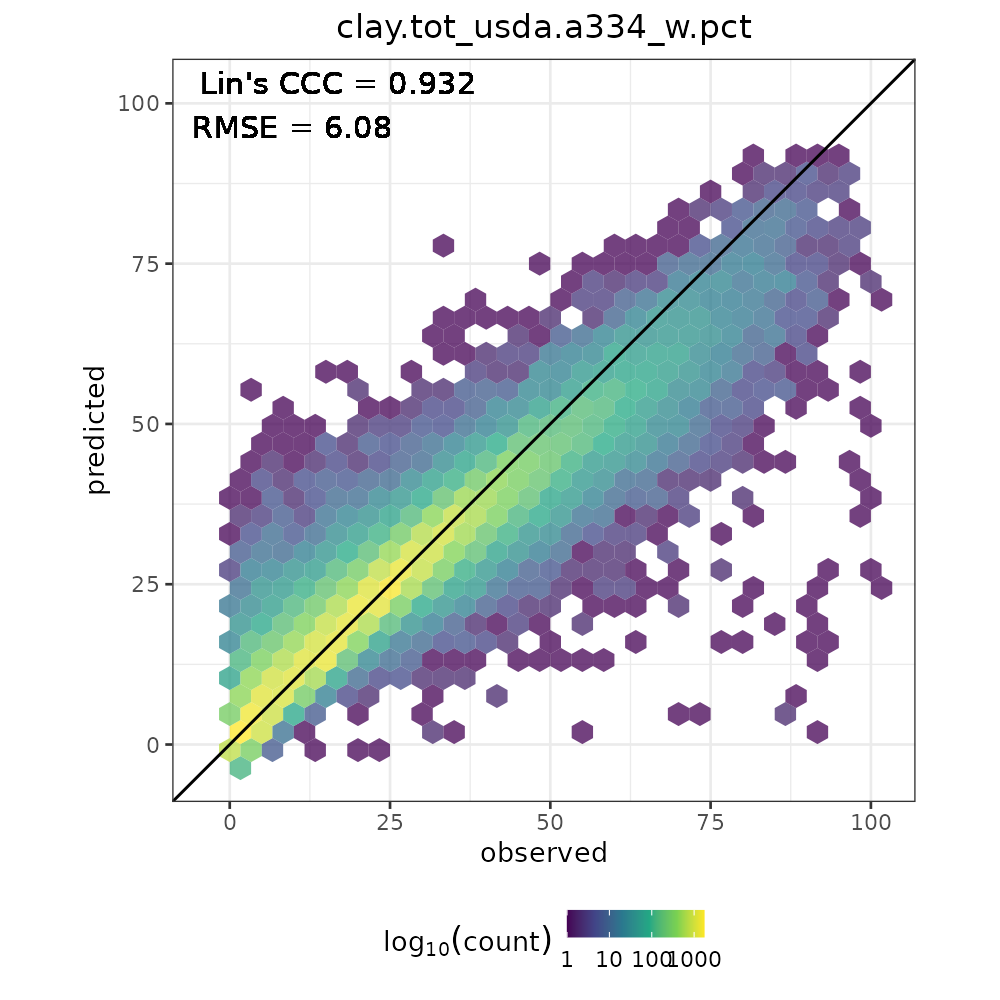 clay.tot_usda.a334_w.pct
Lin's CCC = 0.932
RMSE = 6.08
predicted
100
75
50
25
0
0 25 50 75 100
observed
log10(count)
1 10 100 1000